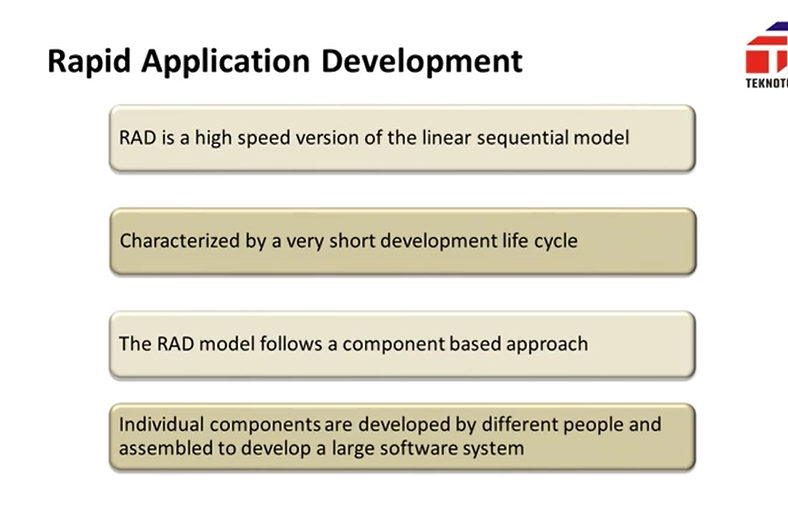 Rapid Application Development
RAD is a high speed version of the linear sequential model
Characterized by a very short development life cycle
The RAD model follows a component based approach
Individual components are developed by different people and
assembled to develop a large software system